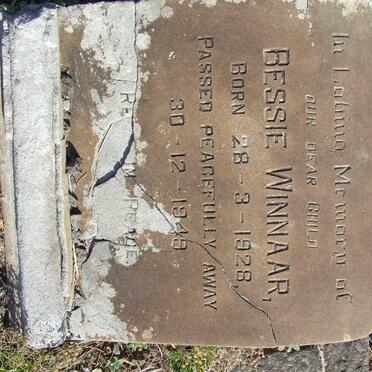 In Loving Memory of
OUR DEAR CHILD
BESSIE WINNAAR,
BORN 28-3-1928
PASSED PEACEFULLY AWAY
30-12-1949
R IN PEACE